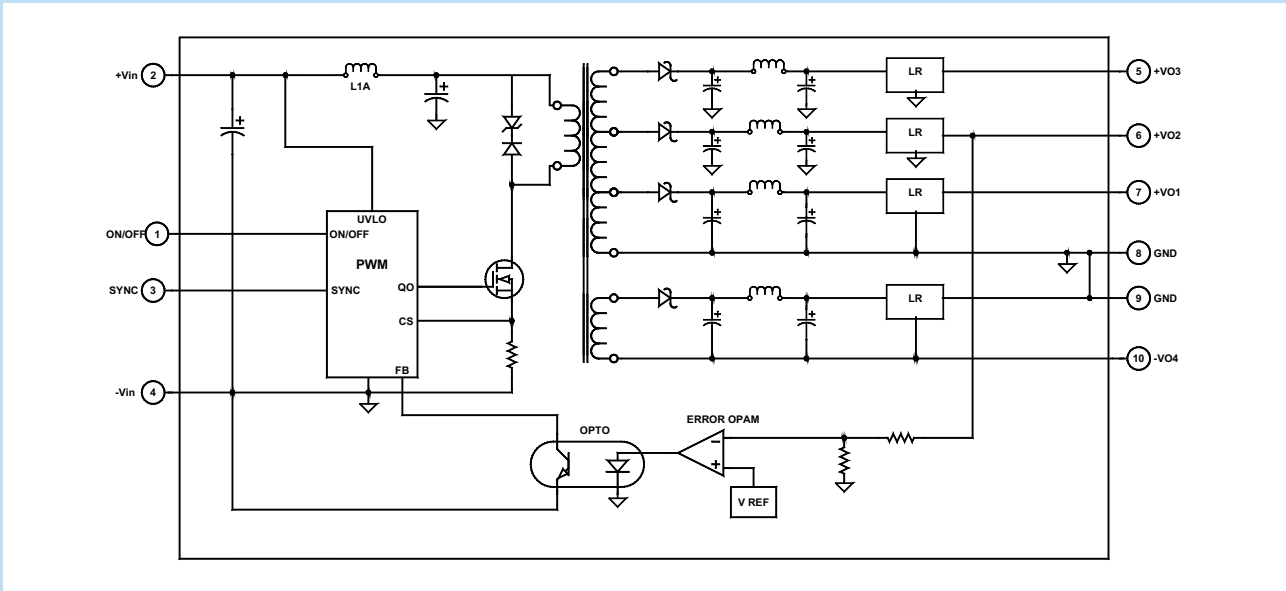 +Vin 2
L1A
LR
5 +VO3
LR
6 +VO2
LR
7 +VO1
UVLO
ON/OFF 1
ON/OFF
PWM
8 GND
SYNC 3
SYNC
QO
LR
9 GND
CS
10 -VO4
FB
-Vin 4
ERROR OPAM
OPTO
−
+
V REF